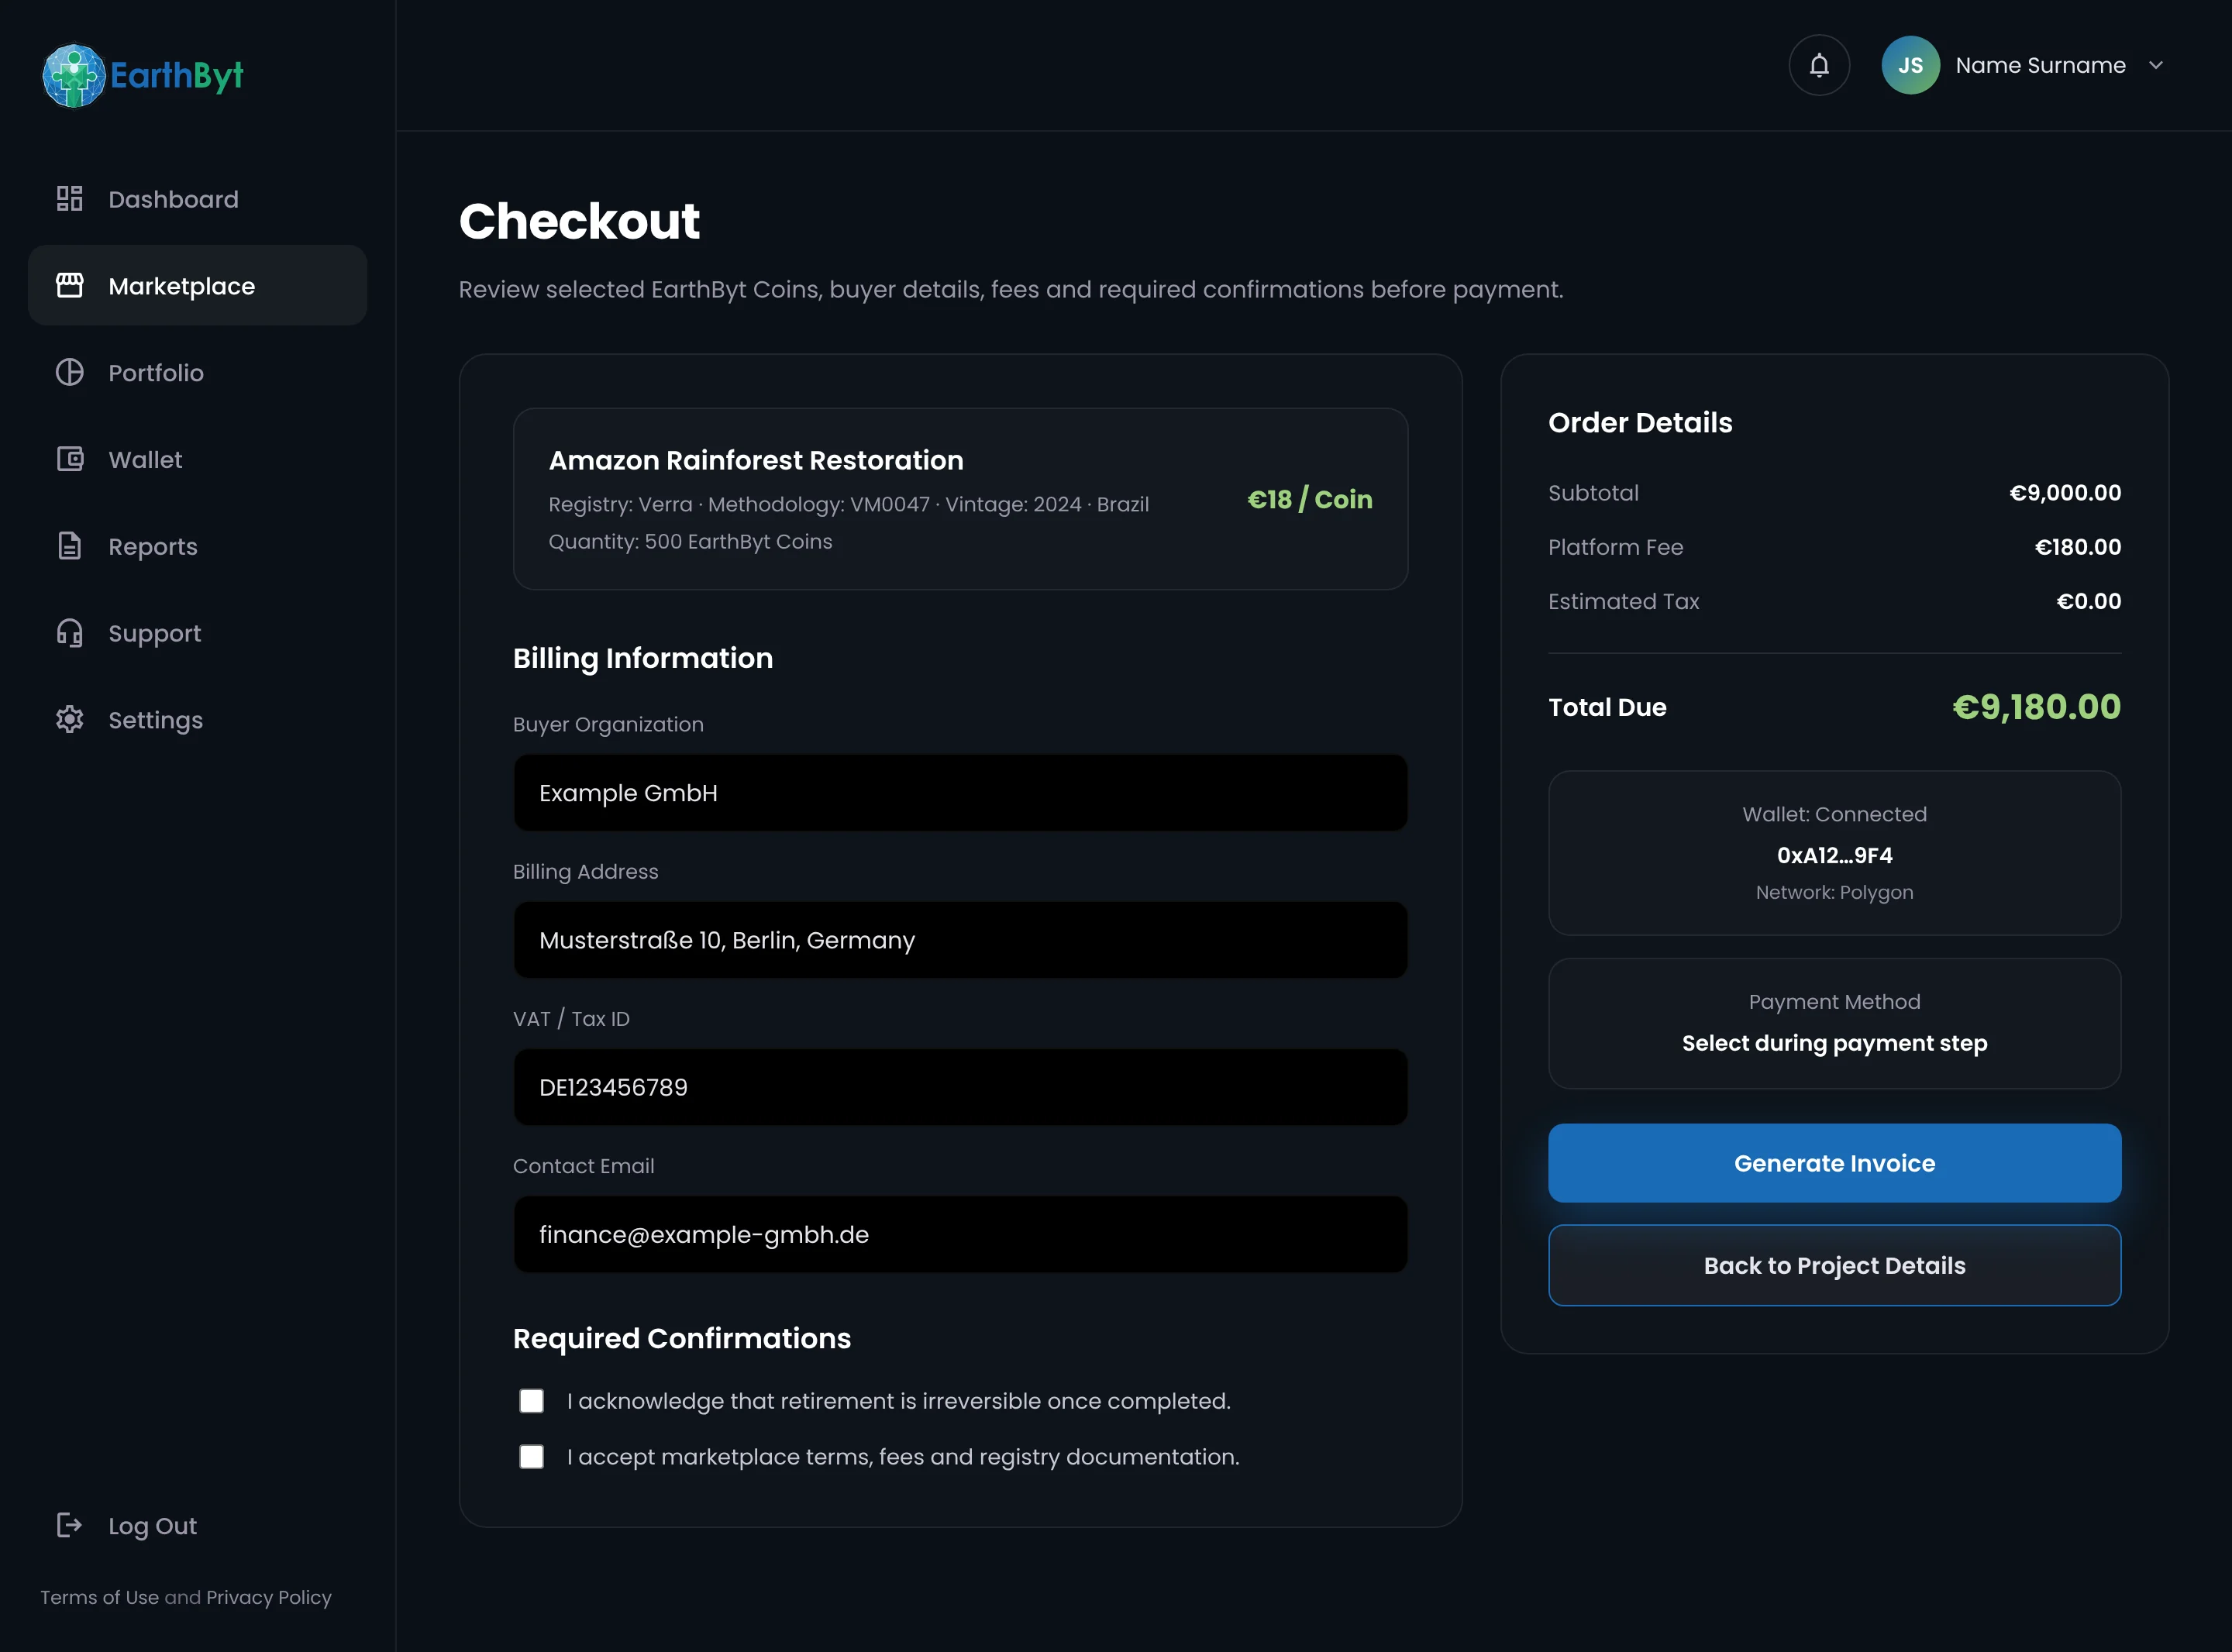 EarthByt
JS
Name Surname
Dashboard
Marketplace
Portfolio
Wallet
Reports
Support
Settings
Log Out
Terms of Use and Privacy Policy
Checkout
Review selected EarthByt Coins, buyer details, fees and required confirmations before payment.
Amazon Rainforest Restoration
Registry: Verra · Methodology: VM0047 · Vintage: 2024 · Brazil
Quantity: 500 EarthByt Coins
€18 / Coin
Billing Information
Buyer Organization
Example GmbH
Billing Address
Musterstraße 10, Berlin, Germany
VAT / Tax ID
DE123456789
Contact Email
finance@example-gmbh.de
Required Confirmations
I acknowledge that retirement is irreversible once completed.
I accept marketplace terms, fees and registry documentation.
Order Details
Subtotal €9,000.00
Platform Fee €180.00
Estimated Tax €0.00
Total Due €9,180.00
Wallet: Connected
0xA12...9F4
Network: Polygon
Payment Method
Select during payment step
Generate Invoice
Back to Project Details